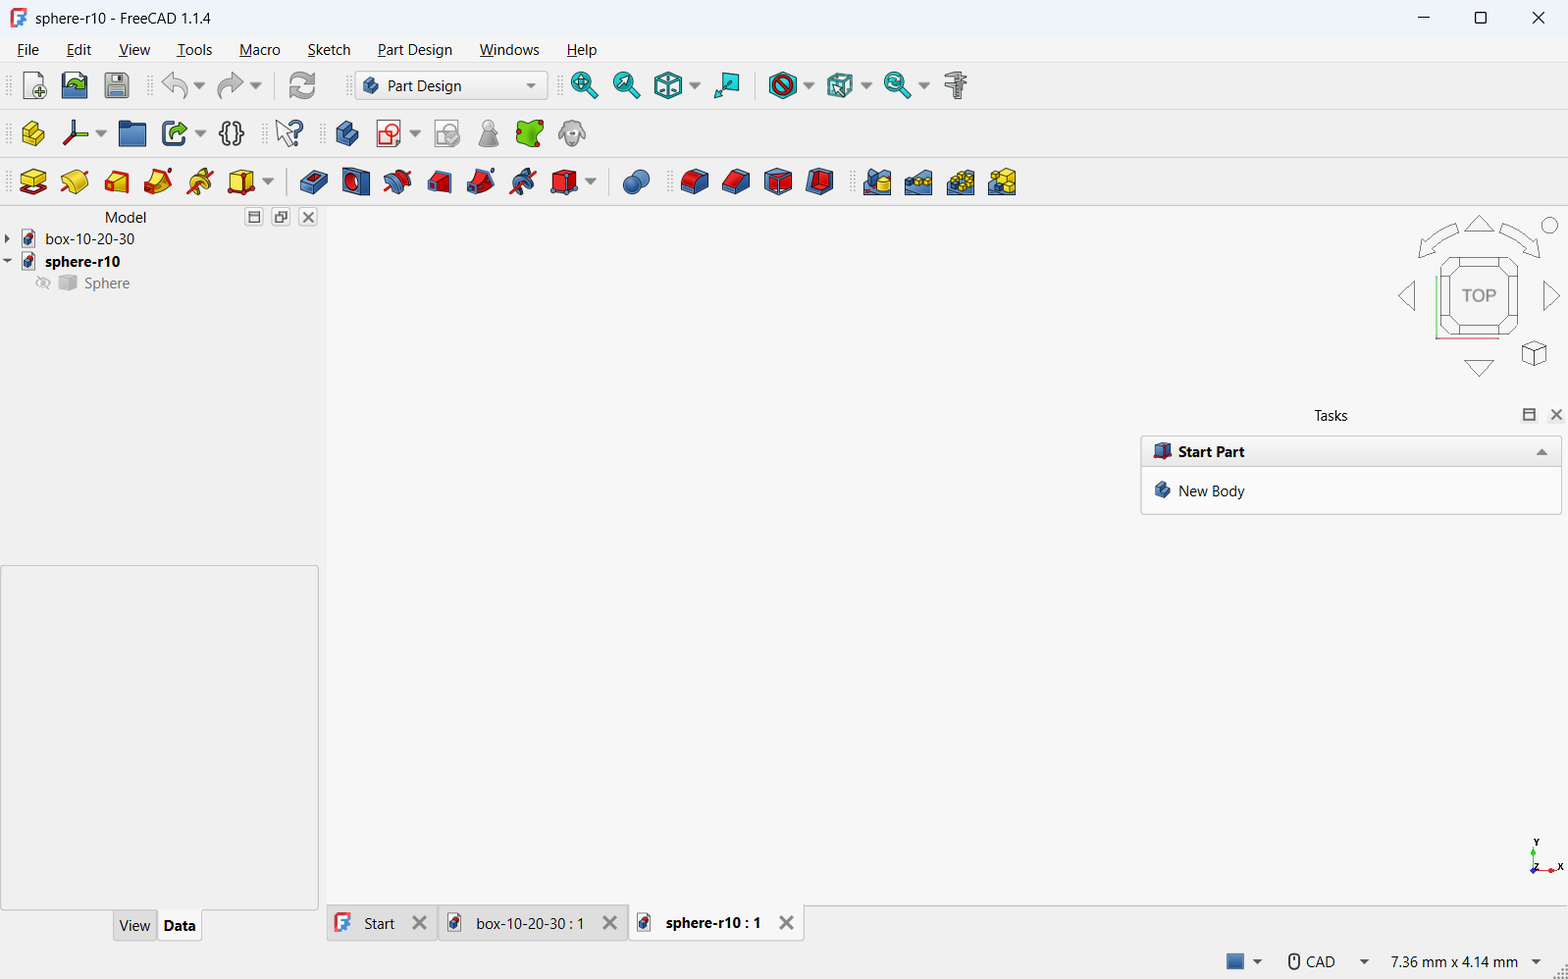 sphere-r10 - FreeCAD 1.1.4
File Edit View Tools Macro Sketch Part Design Windows Help
Part Design
Model
box-10-20-30
sphere-r10
Sphere
TOP
Tasks
Start Part
New Body
Y
Z X
View Data
Start box-10-20-30 : 1 sphere-r10 : 1
CAD 7.36 mm x 4.14 mm